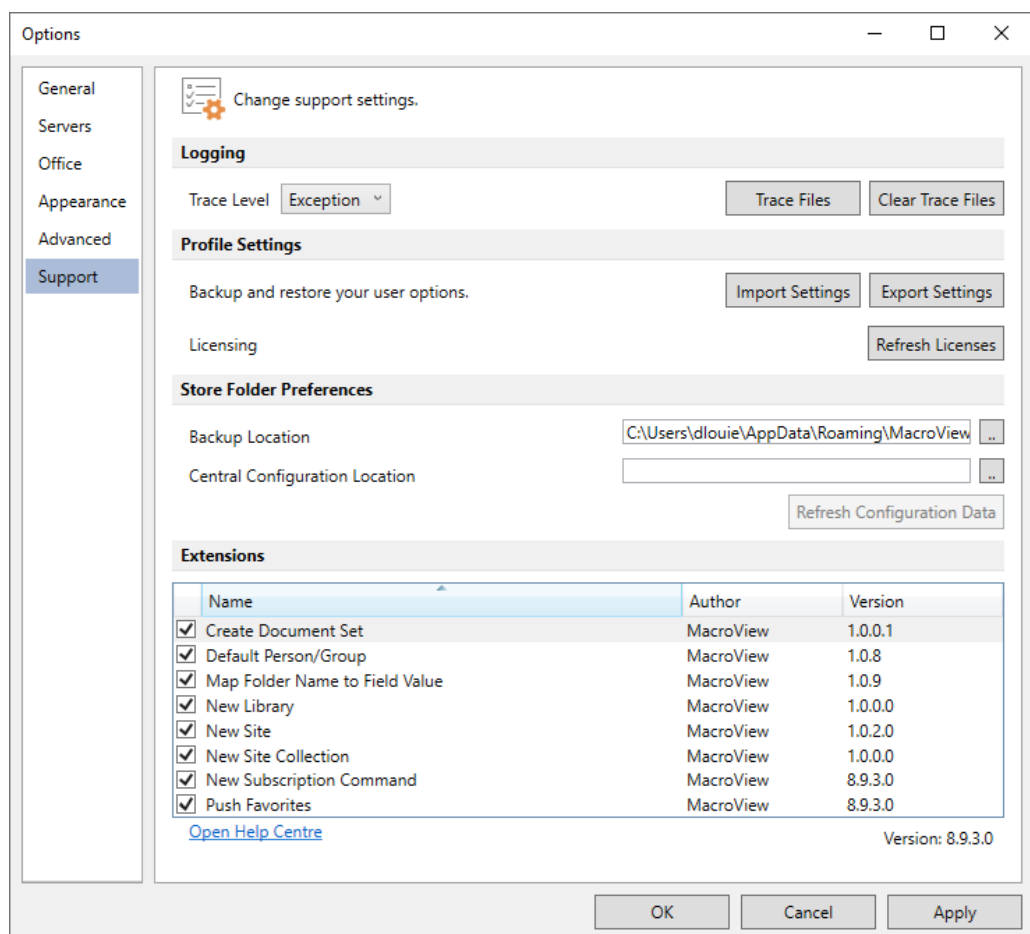 Options
General
Servers
Office
Appearance
Advanced
Support
Change support settings.
Logging
Trace Level Exception Trace Files Clear Trace Files
Profile Settings
Backup and restore your user options. Import Settings Export Settings
Licensing Refresh Licenses
Store Folder Preferences
Backup Location C:\Users\dlouie\AppData\Roaming\MacroView ..
Central Configuration Location ..
Refresh Configuration Data
Extensions
Name Author Version
Create Document Set MacroView 1.0.0.1
Default Person/Group MacroView 1.0.8
Map Folder Name to Field Value MacroView 1.0.9
New Library MacroView 1.0.0.0
New Site MacroView 1.0.2.0
New Site Collection MacroView 1.0.0.0
New Subscription Command MacroView 8.9.3.0
Push Favorites MacroView 8.9.3.0
Open Help Centre Version: 8.9.3.0
OK Cancel Apply